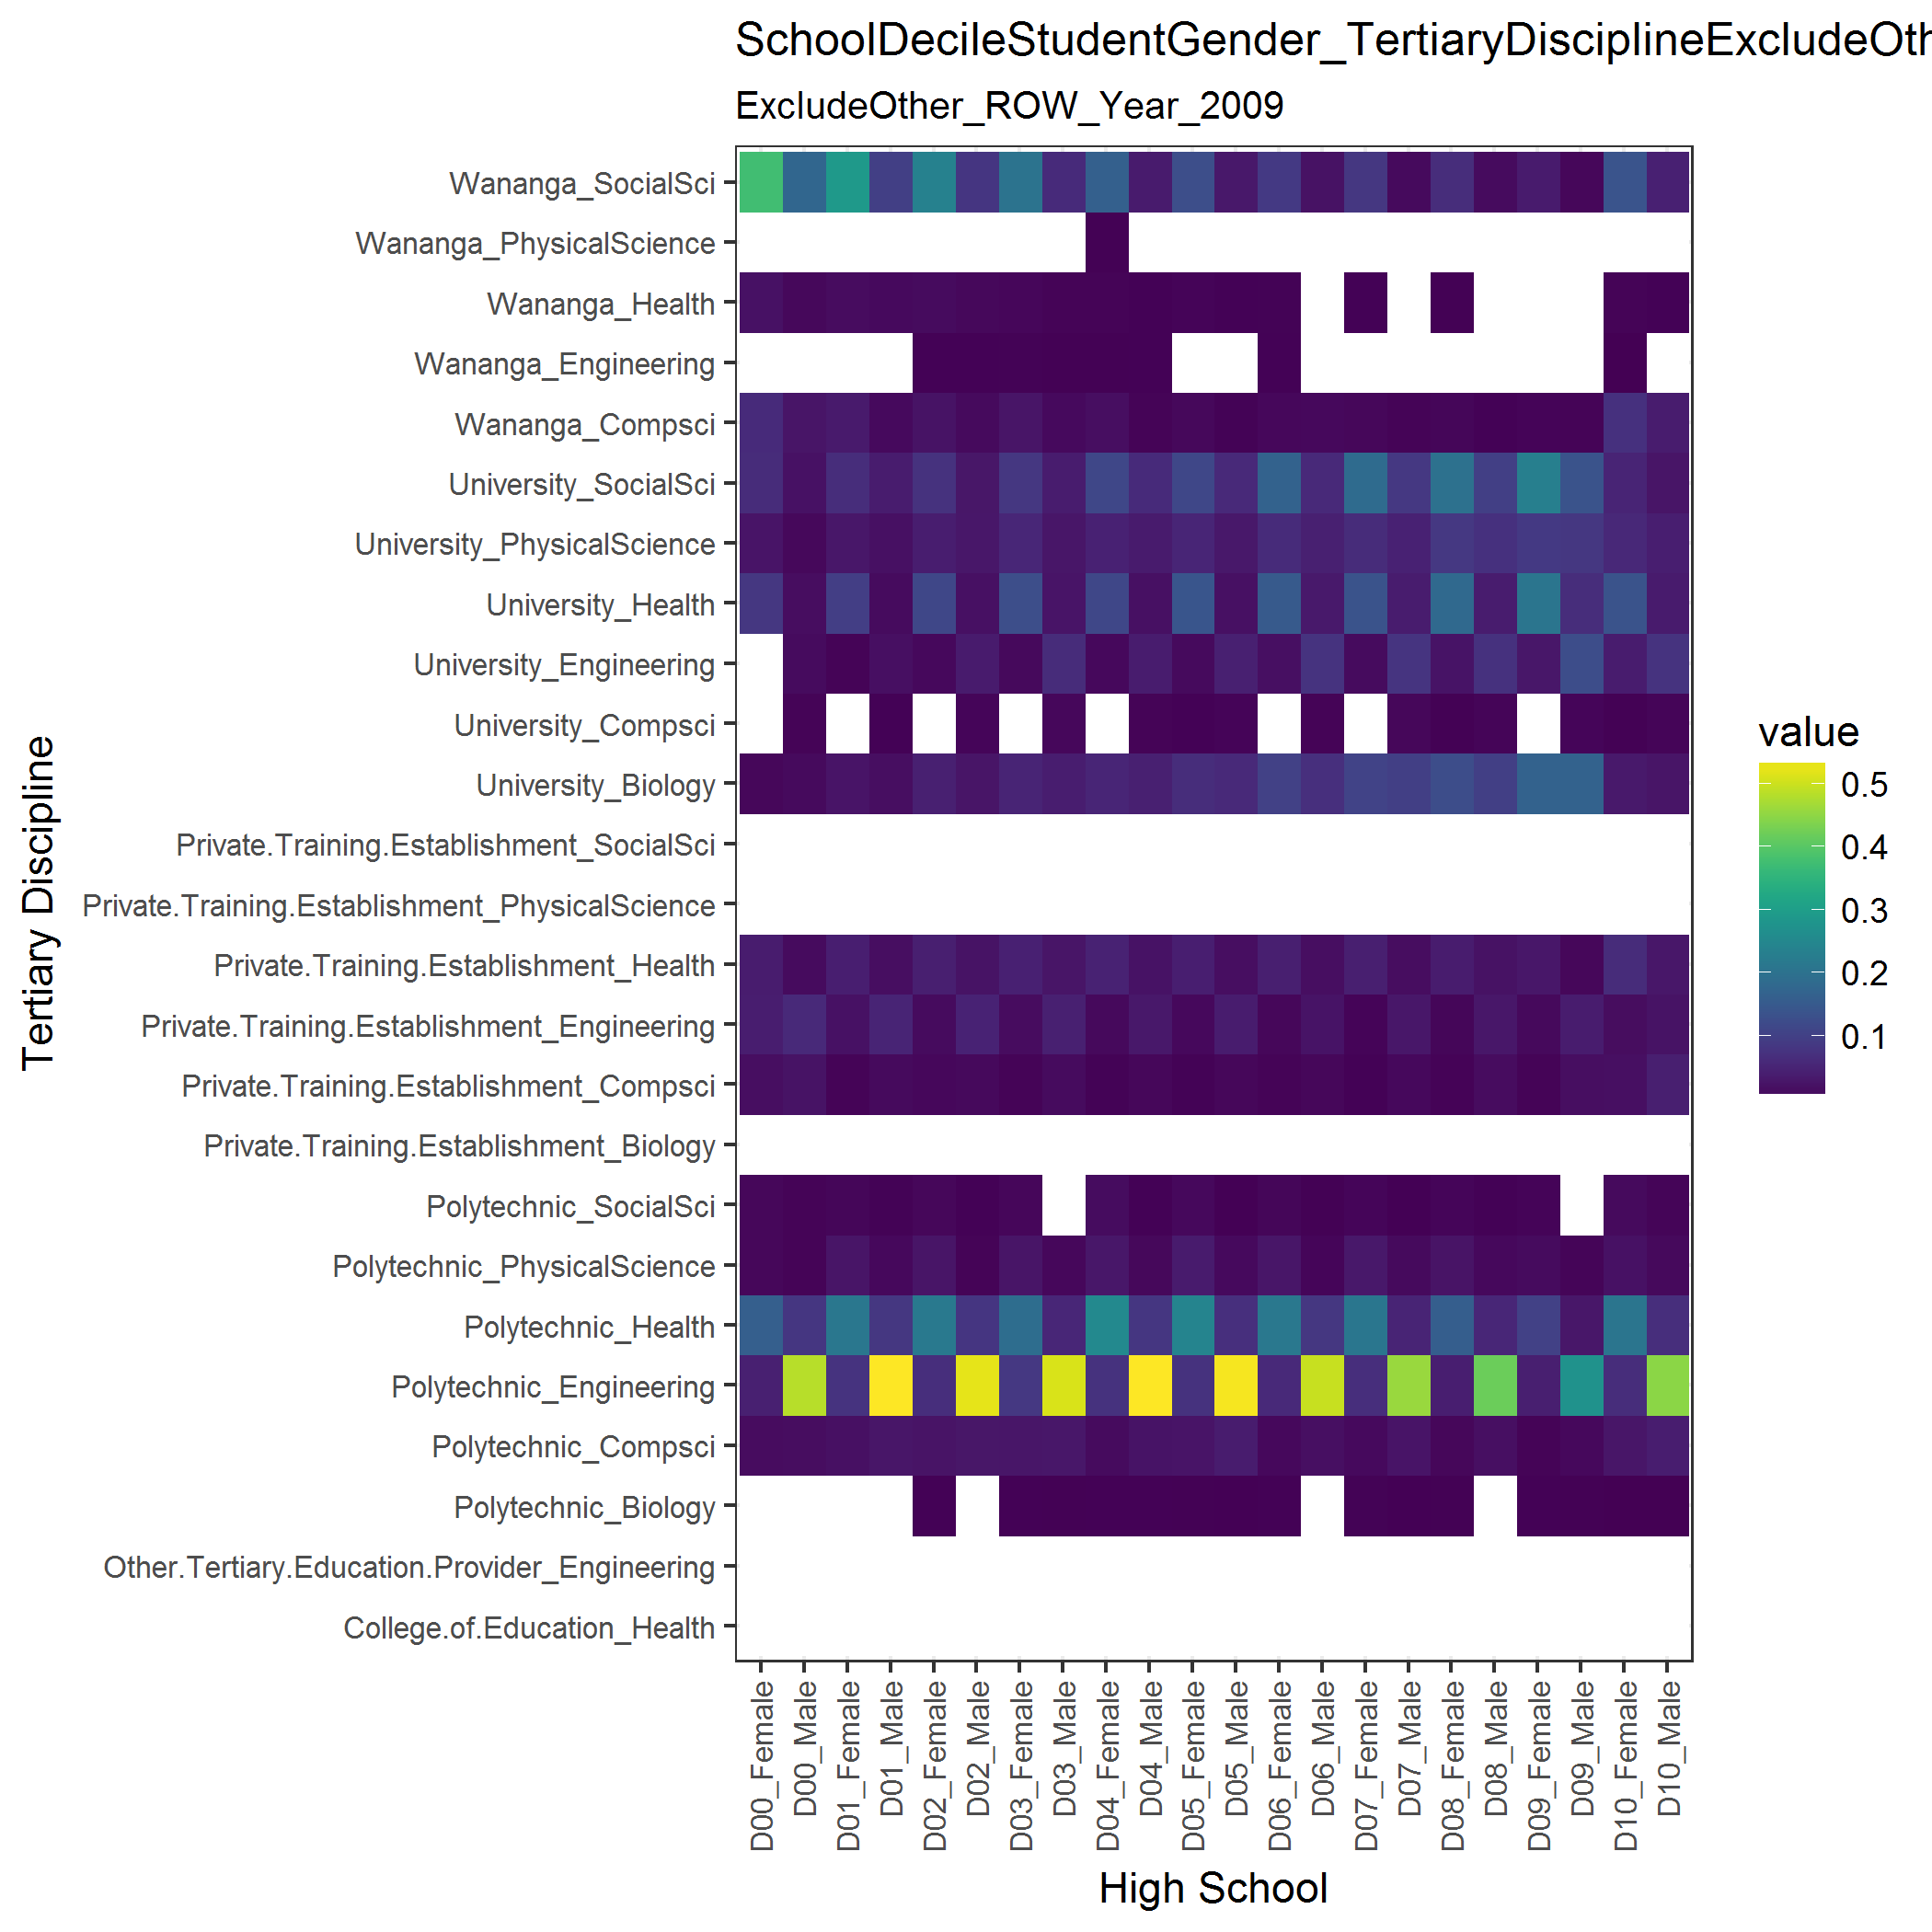 SchoolDecileStudentGender_TertiaryDisciplineExcludeOth
ExcludeOther_ROW_Year_2009
Tertiary Discipline
Wananga_SocialSci
Wananga_PhysicalScience
Wananga_Health
Wananga_Engineering
Wananga_Compsci
University_SocialSci
University_PhysicalScience
University_Health
University_Engineering
University_Compsci
University_Biology
Private.Training.Establishment_SocialSci
Private.Training.Establishment_PhysicalScience
Private.Training.Establishment_Health
Private.Training.Establishment_Engineering
Private.Training.Establishment_Compsci
Private.Training.Establishment_Biology
Polytechnic_SocialSci
Polytechnic_PhysicalScience
Polytechnic_Health
Polytechnic_Engineering
Polytechnic_Compsci
Polytechnic_Biology
Other.Tertiary.Education.Provider_Engineering
College.of.Education_Health
D00_Female
D00_Male
D01_Female
D01_Male
D02_Female
D02_Male
D03_Female
D03_Male
D04_Female
D04_Male
D05_Female
D05_Male
D06_Female
D06_Male
D07_Female
D07_Male
D08_Female
D08_Male
D09_Female
D09_Male
D10_Female
D10_Male
High School
value
0.5
0.4
0.3
0.2
0.1